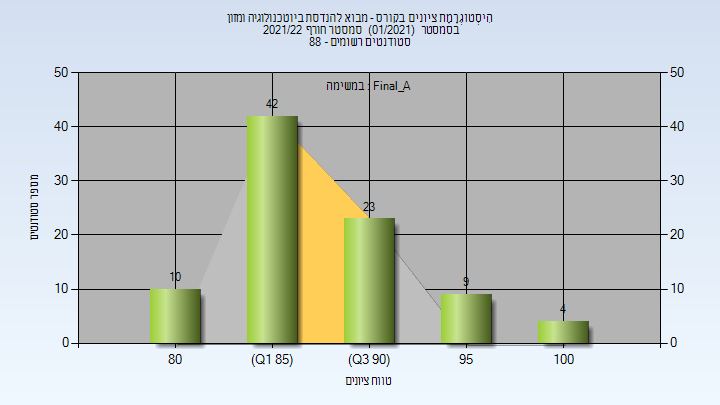 היסטוגרמת ציונים בקורס - מבוא להנדסת ביוטכנולוגיה ומזון
בסמסטר (01/2021) סמסטר חורף 2021/22
סטודנטים רשומים - 88
במשימה : Final_A
50
40
30
20
10
0
50
40
30
20
10
0
מספר סטודנטים
10
42
23
9
4
80
(Q1 85)
(Q3 90)
95
100
טווח ציונים